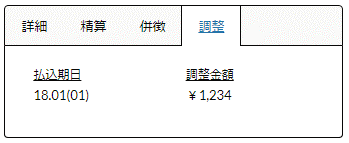 詳細 精算 併徴 調整
払込期日 調整金額
18.01(01) ￥1,234